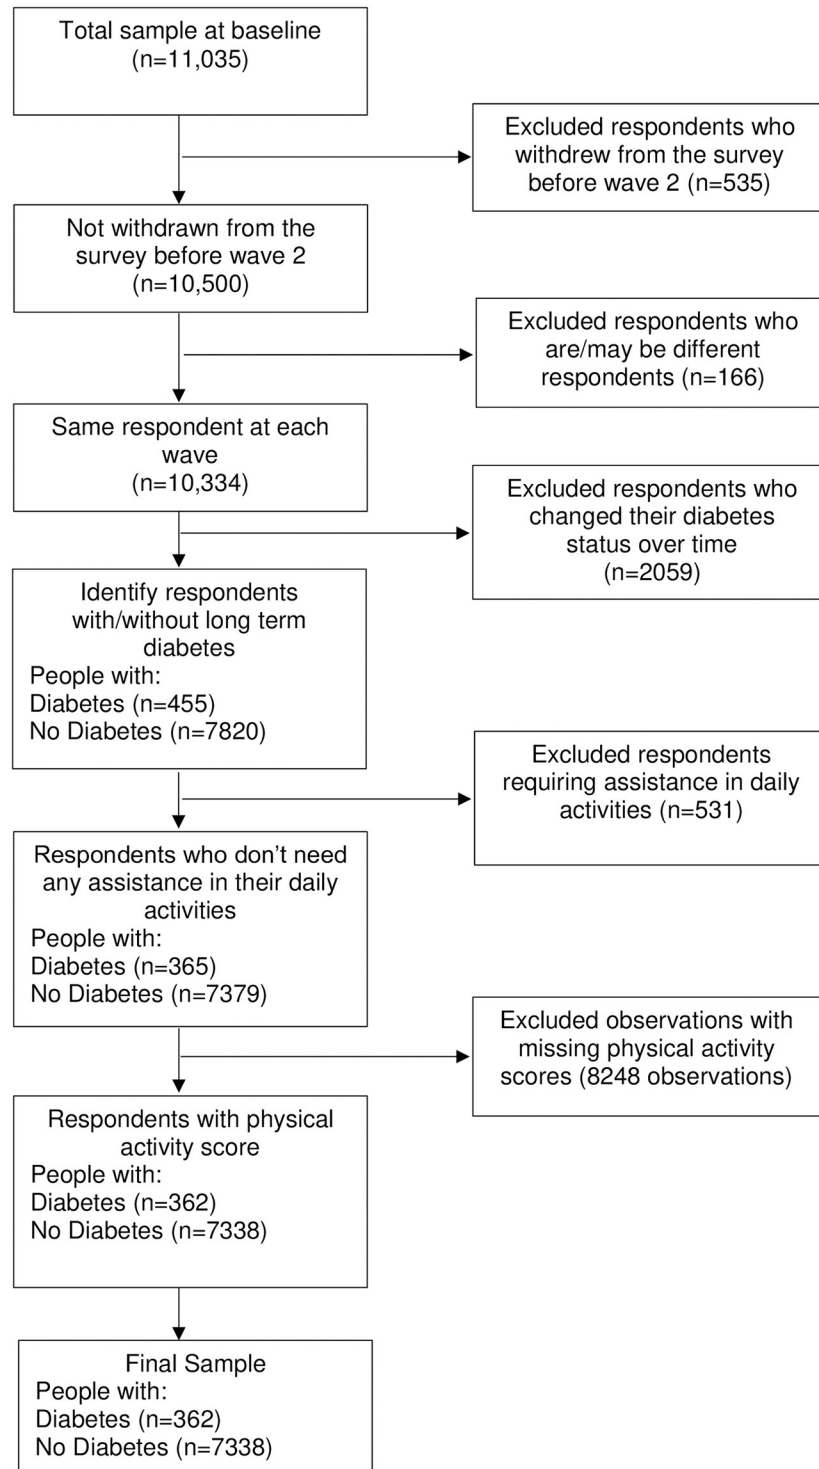 Total sample at baseline
(n=11,035)
Excluded respondents who
withdrew from the survey
before wave 2 (n=535)
Not withdrawn from the
survey before wave 2
(n=10,500)
Excluded respondents who
are/may be different
respondents (n=166)
Same respondent at each
wave
(n=10,334)
Excluded respondents who
changed their diabetes
status over time
(n=2059)
Identify respondents
with/without long term
diabetes
People with:
Diabetes (n=455)
No Diabetes (n=7820)
Excluded respondents
requiring assistance in daily
activities (n=531)
Respondents who don't need
any assistance in their daily
activities
People with:
Diabetes (n=365)
No Diabetes (n=7379)
Excluded observations with
missing physical activity
scores (8248 observations)
Respondents with physical
activity score
People with:
Diabetes (n=362)
No Diabetes (n=7338)
Final Sample
People with:
Diabetes (n=362)
No Diabetes (n=7338)